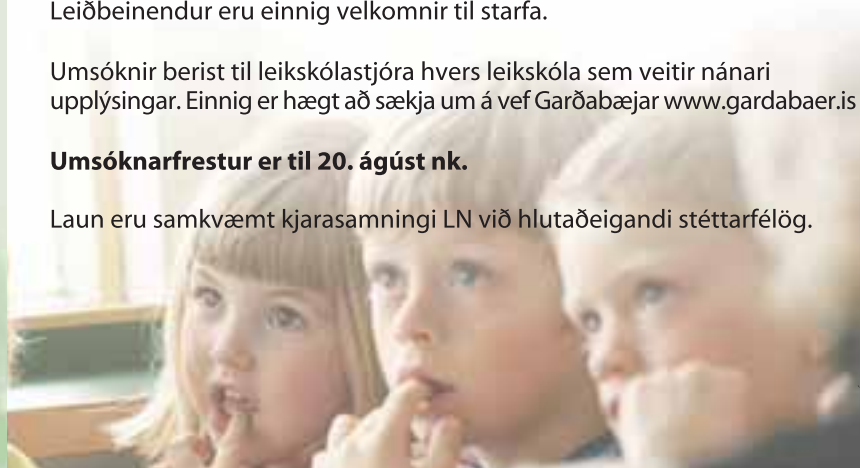 Leiðbeinendur eru einnig velkomnir til starfa.
Umsóknir berist til leikskólastjóra hvers leikskóla sem veitir nánari
upplýsingar. Einnig er hægt að sækja um á vef Garðabæjar www.gardabaer.is
Umsóknarfrestur er til 20. ágúst nk.
Laun eru samkvæmt kjarasamningi LN við hlutaðeigandi stéttarfélög.